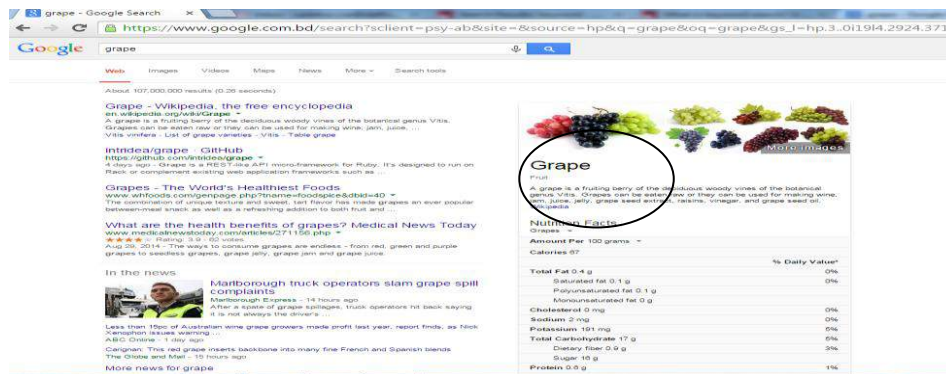 grape - Google Search
https://www.google.com.bd/search?sclient=psy-ab&site=&source=hp&q=grape&oq=grape&gs_l=hp.3..0i19l4.2924.371
Google grape
Web Images Videos Maps News More Search tools
About 107,000,000 results (0.26 seconds)
Grape - Wikipedia, the free encyclopedia
en.wikipedia.org/wiki/Grape
A grape is a fruiting berry of the deciduous woody vines of the botanical genus Vitis.
Grapes can be eaten raw or they can be used for making wine, jam, juice, ...
Vitis vinifera - List of grape varieties - Vitis - Table grape
intridea/grape · GitHub
https://github.com/intridea/grape
4 days ago - Grape is a REST-like API micro-framework for Ruby. It's designed to run on
Rack or complement existing web application frameworks such as ...
Grapes - The World's Healthiest Foods
www.whfoods.com/genpage.php?tname=foodspice&dbid=40
The combination of unique texture and sweet, tart flavor has made grapes an ever popular
between-meal snack as well as a refreshing addition to both fruit and ...
What are the health benefits of grapes? Medical News Today
www.medicalnewstoday.com/articles/271156.php
Rating: 3.9 - 62 votes
Aug 29, 2014 - The ways to consume grapes are endless - from red, green and purple
grapes to seedless grapes, grape jelly, grape jam and grape juice.
In the news
Marlborough truck operators slam grape spill
complaints
Marlborough Express - 14 hours ago
After a spate of grape spillages, truck operators hit back saying
it is not always the driver's ...
Less than 15pc of Australian wine grape growers made profit last year, report finds, as Nick
Xenophon issues warning ...
ABC Online - 1 day ago
Carignan: This red grape inserts backbone into many fine French and Spanish blends
The Globe and Mail - 15 hours ago
More news for grape
More images
Grape
Fruit
A grape is a fruiting berry of the deciduous woody vines of the botanical
genus Vitis. Grapes can be eaten raw or they can be used for making wine,
jam, juice, jelly, grape seed extract, raisins, vinegar, and grape seed oil.
Wikipedia
Nutrition Facts
Grapes
Amount Per 100 grams
Calories 67
% Daily Value*
Total Fat 0.4 g 0%
Saturated fat 0.1 g 0%
Polyunsaturated fat 0.1 g
Monounsaturated fat 0 g
Cholesterol 0 mg 0%
Sodium 2 mg 0%
Potassium 191 mg 5%
Total Carbohydrate 17 g 5%
Dietary fiber 0.9 g 3%
Sugar 16 g
Protein 0.6 g 1%